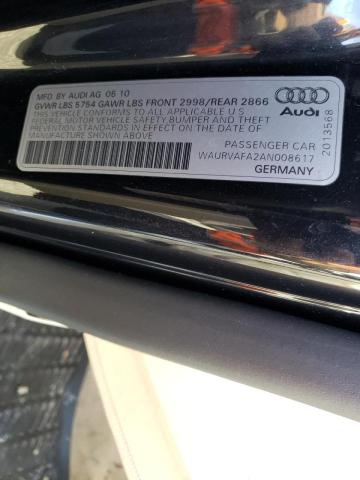 MFD. BY AUDI AG 05 10
GVWR LBS 5754 GAWR LBS FRONT 2998/REAR 2866
THIS VEHICLE CONFORMS TO ALL APPLICABLE U S
FEDERAL MOTOR VEHICLE SAFETY BUMPER AND THEFT
PREVENTION STANDARDS IN EFFECT ON THE DATE OF
MANUFACTURE SHOWN ABOVE
Audi
PASSENGER CAR
WAURVAFA2AN008617
GERMANY
2013568